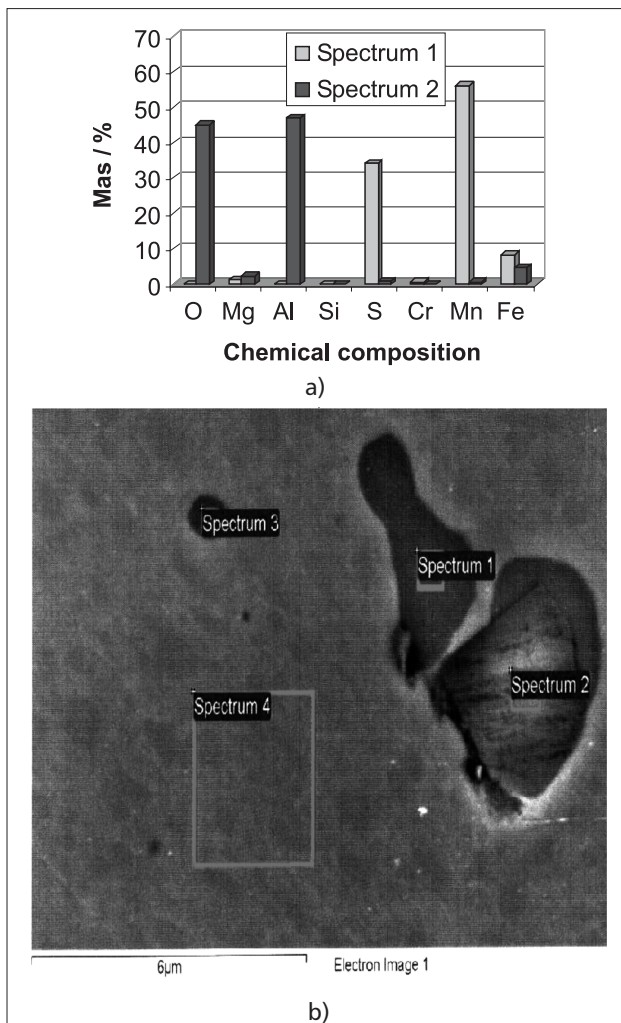 70
60
50
40
30
20
10
0
Mas / %
Spectrum 1
Spectrum 2
O Mg Al Si S Cr Mn Fe
Chemical composition
a)
Spectrum 3
Spectrum 1
Spectrum 2
Spectrum 4
6µm Electron Image 1
b)